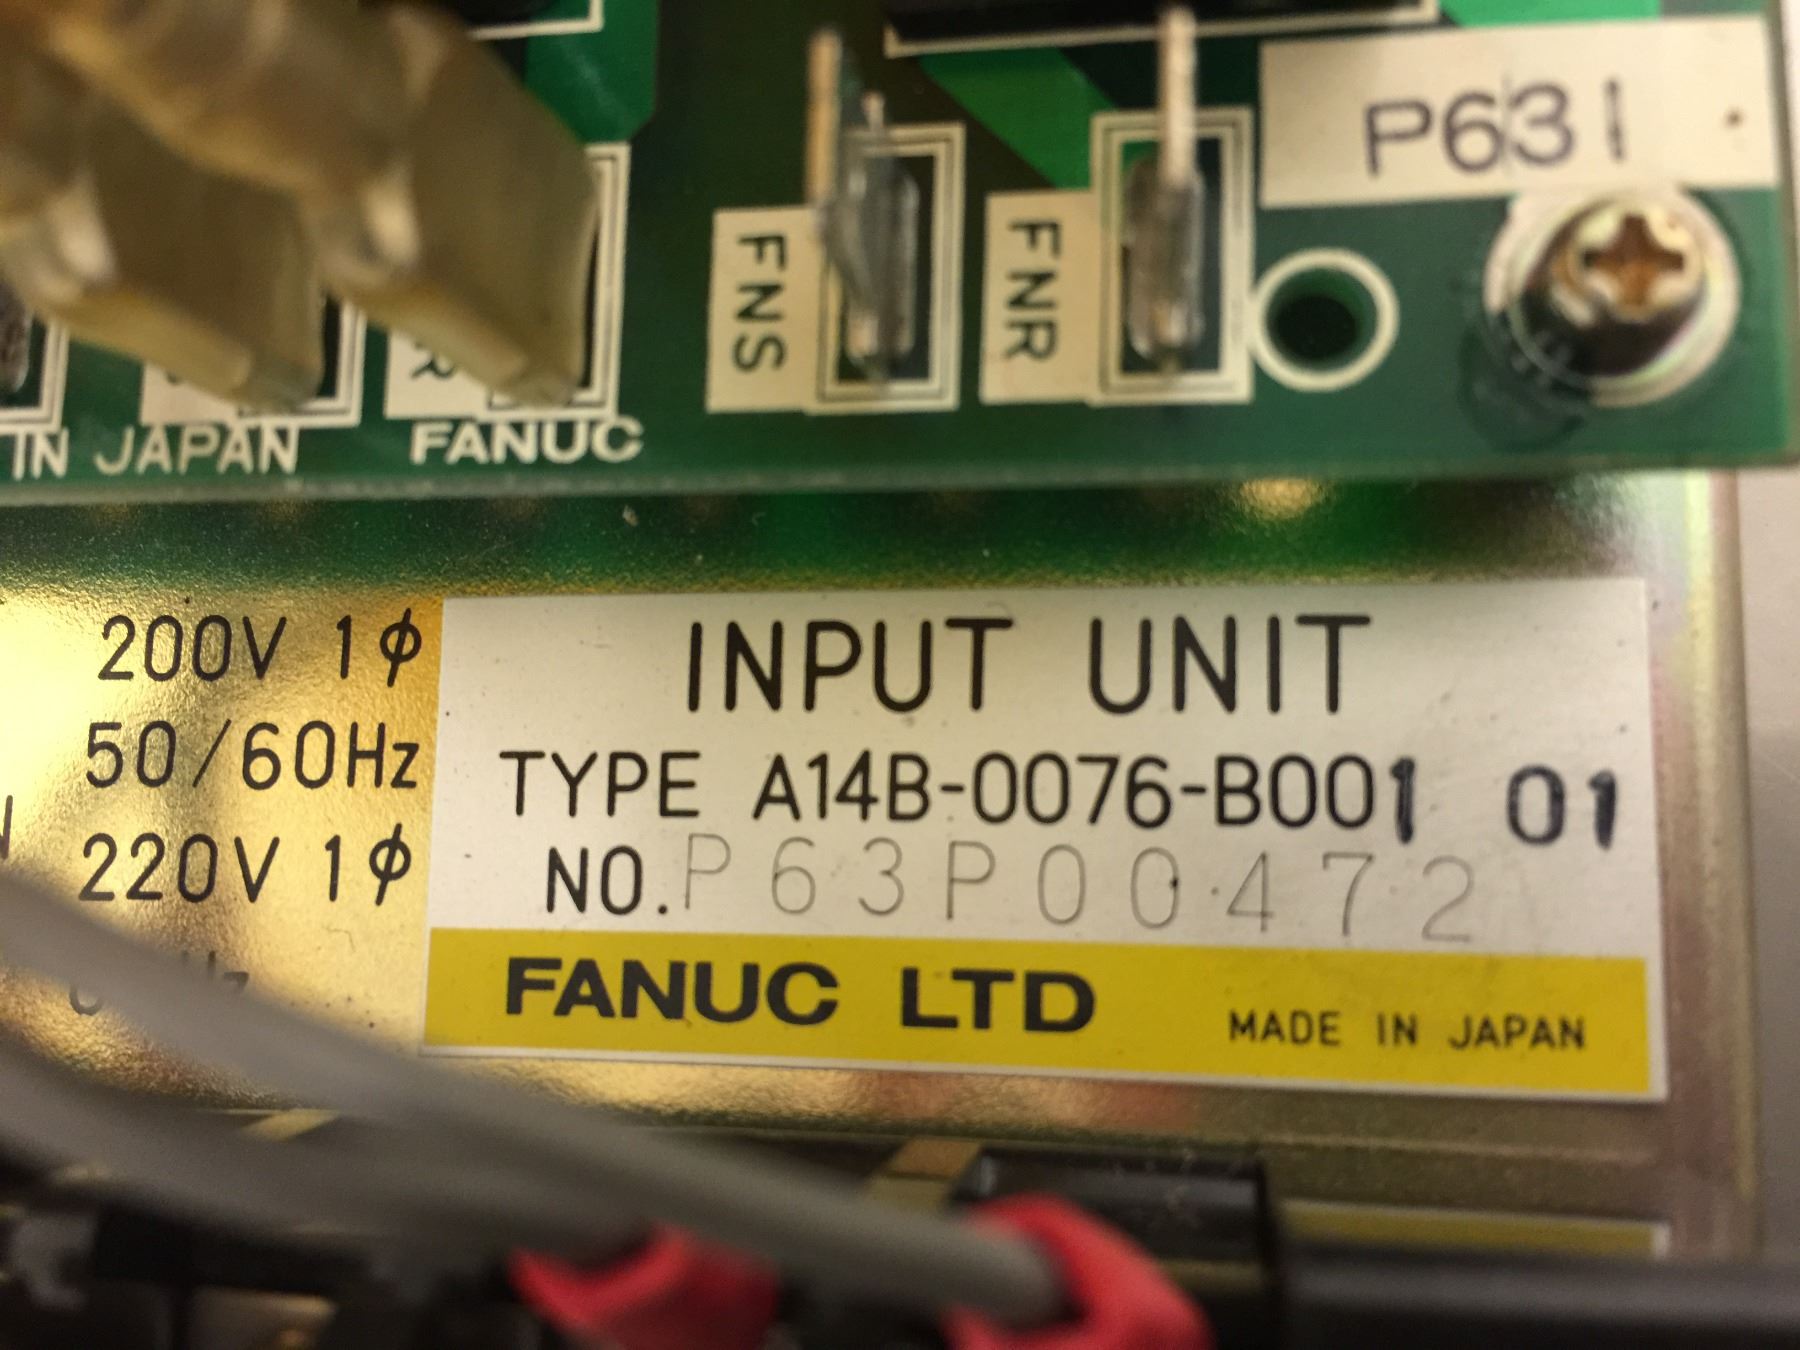 P631
FNS
FNR
R
IN JAPAN FANUC
200V 1ϕ
50/60Hz
220V 1ϕ
INPUT UNIT
TYPE A14B-0076-B001 01
NO. P63P00472
FANUC LTD MADE IN JAPAN